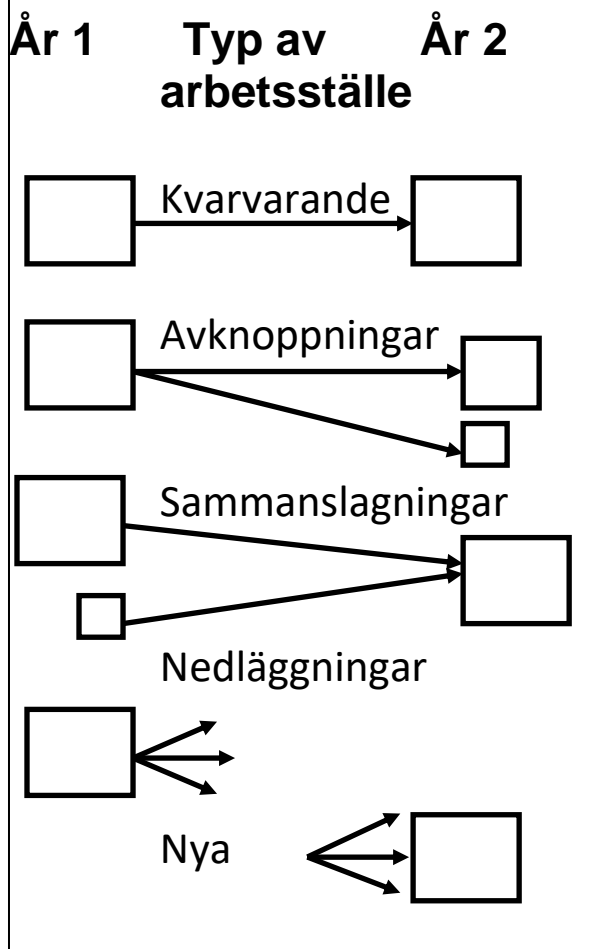 År 1 Typ av År 2
arbetsställe
Kvarvarande
Avknoppningar
Sammanslagningar
Nedläggningar
Nya